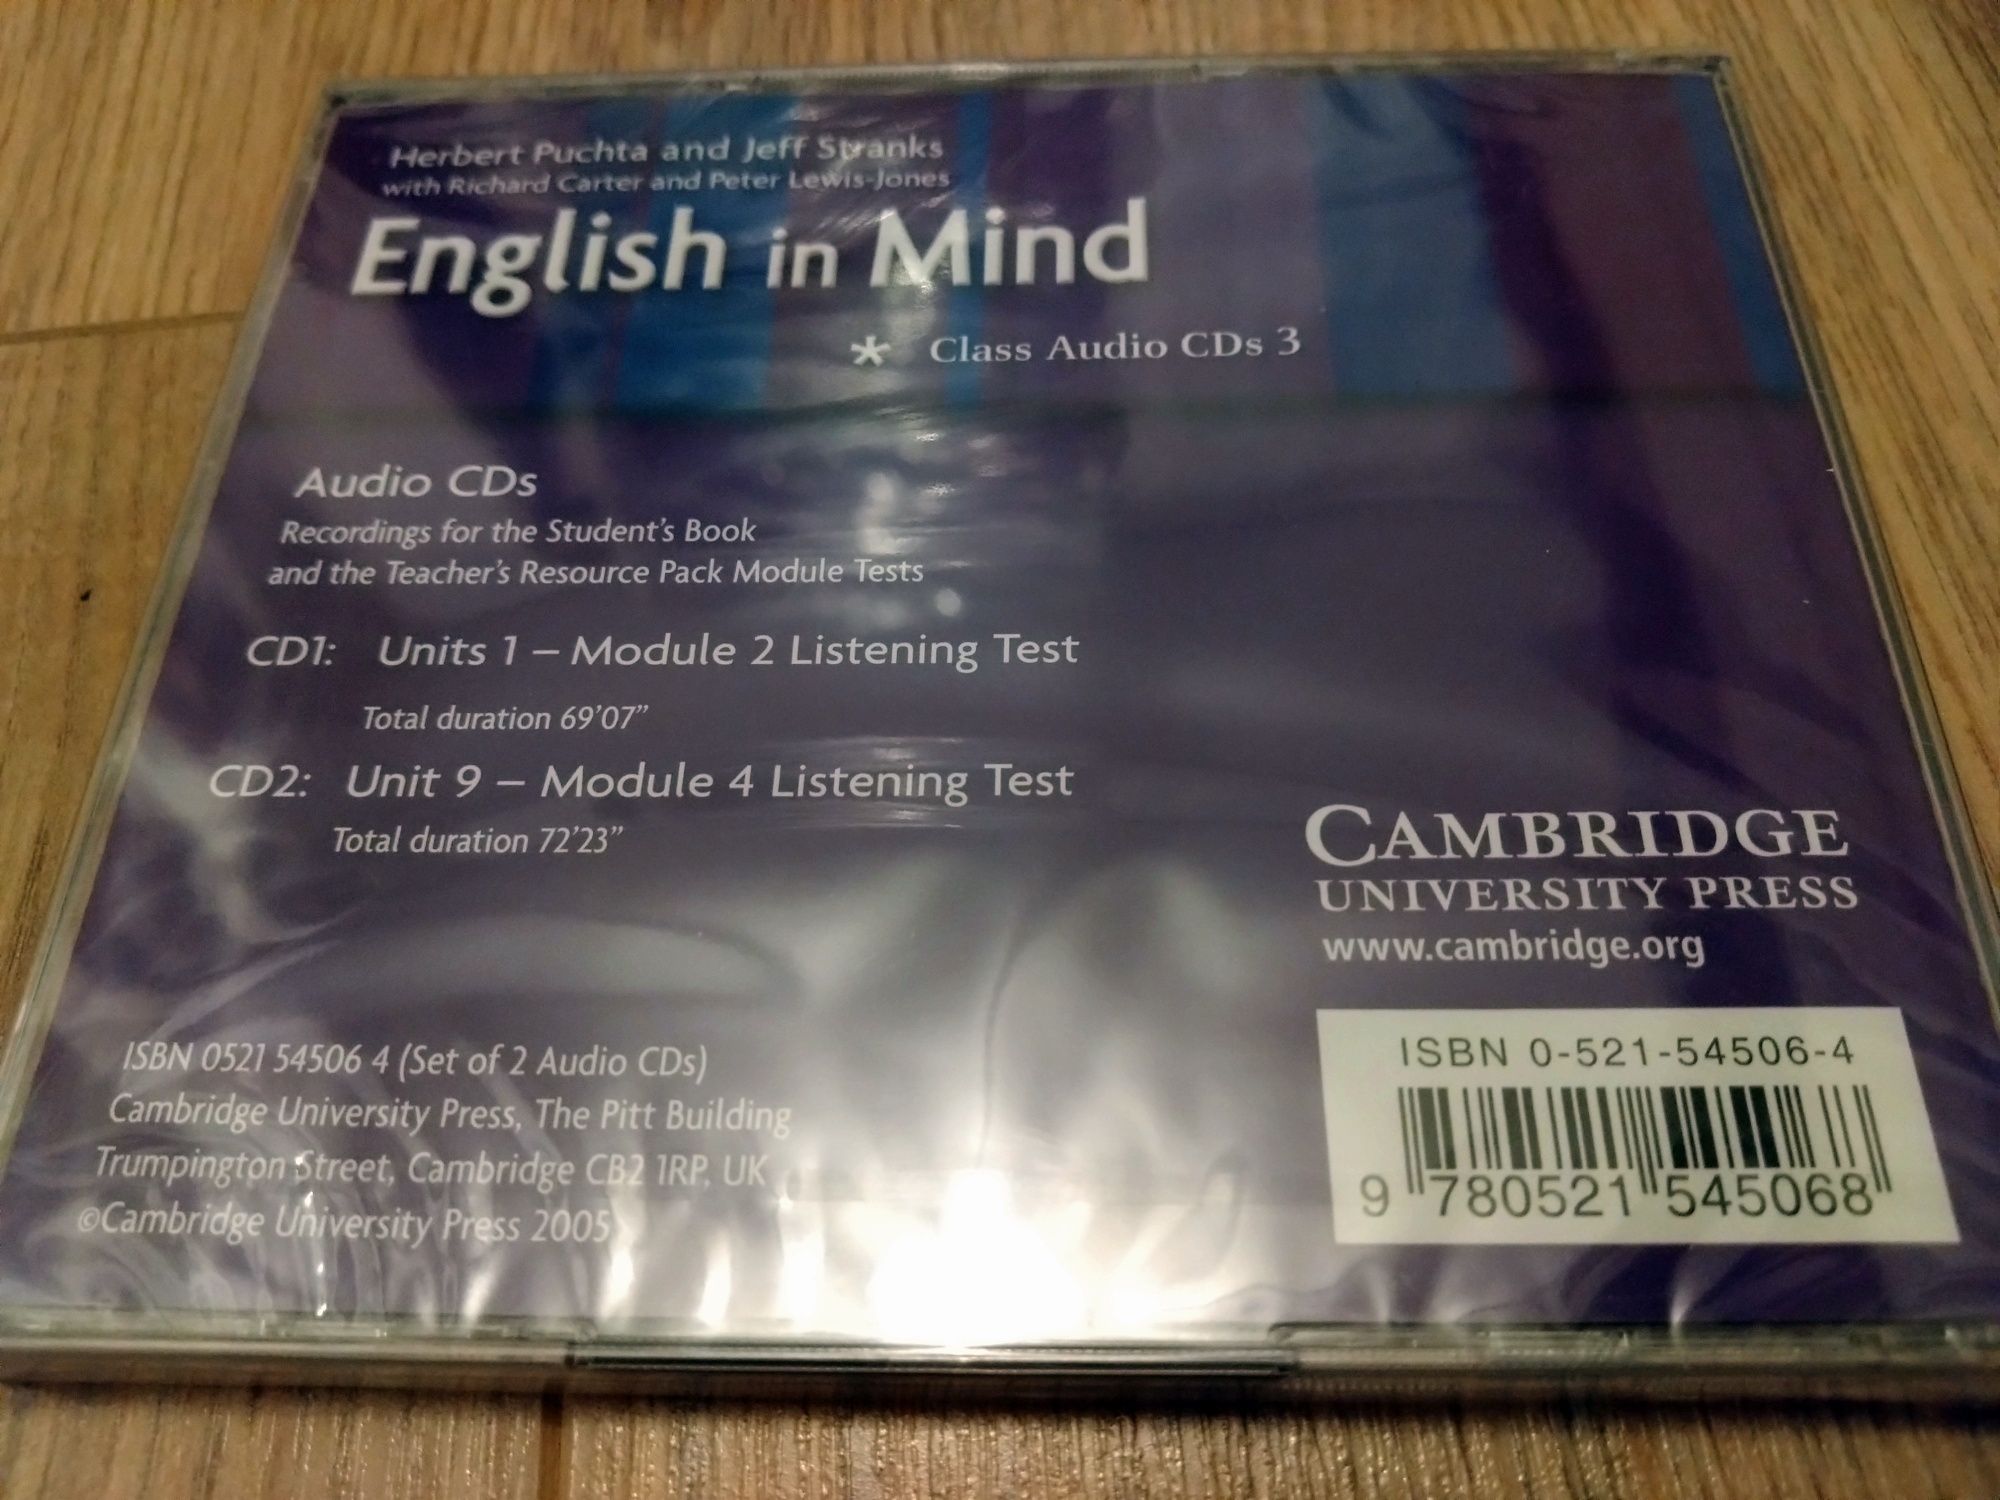 Herbert Puchta and Jeff Stranks
with Richard Carter and Peter Lewis-Jones
English in Mind
* Class Audio CDs 3
Audio CDs
Recordings for the Student's Book
and the Teacher's Resource Pack Module Tests
CD1: Units 1 – Module 2 Listening Test
Total duration 69'07"
CD2: Unit 9 – Module 4 Listening Test
Total duration 72'23"
CAMBRIDGE
UNIVERSITY PRESS
www.cambridge.org
ISBN 0521 54506 4 (Set of 2 Audio CDs)
Cambridge University Press, The Pitt Building
Trumpington Street, Cambridge CB2 1RP, UK
©Cambridge University Press 2005
ISBN 0-521-54506-4
9 780521 545068